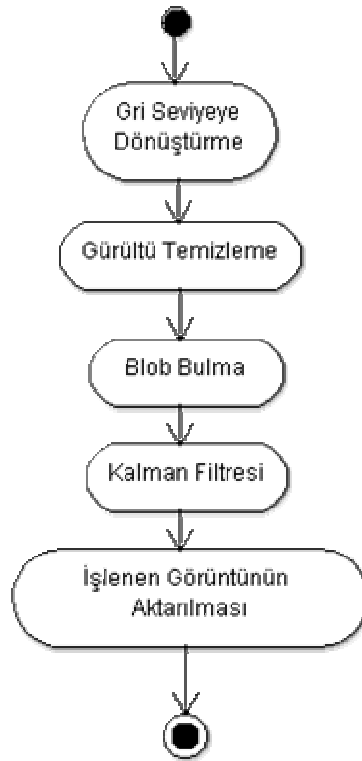 Gri Seviyeye
Dönüştürme
Gürültü Temizleme
Blob Bulma
Kalman Filtresi
İşlenen Görüntünün
Aktarılması